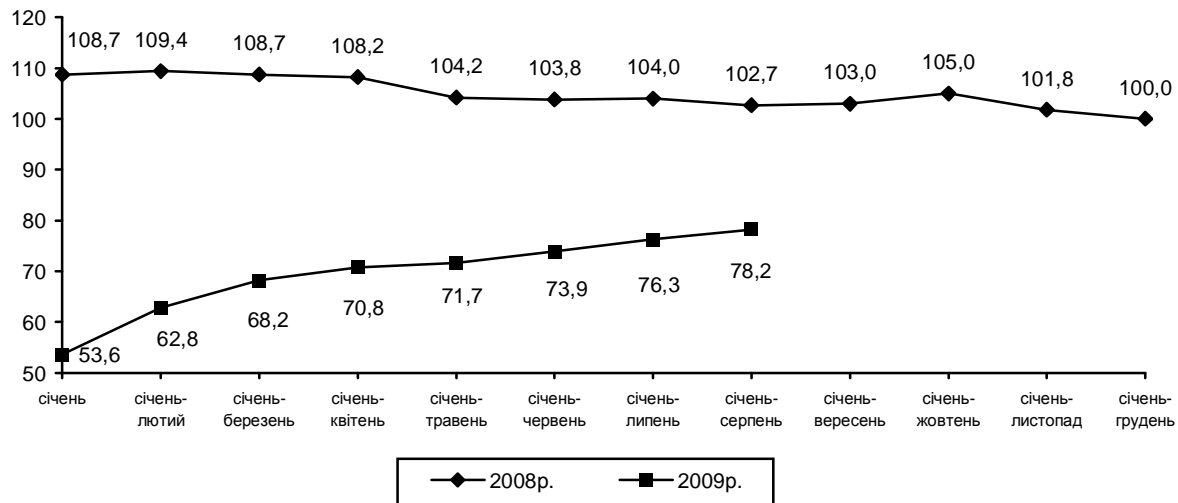 120
110
100
90
80
70
60
50
108,7
109,4
108,7
108,2
104,2
103,8
104,0
102,7
103,0
105,0
101,8
100,0
53,6
62,8
68,2
70,8
71,7
73,9
76,3
78,2
січень
січень-
лютий
січень-
березень
січень-
квітень
січень-
травень
січень-
червень
січень-
липень
січень-
серпень
січень-
вересень
січень-
жовтень
січень-
листопад
січень-
грудень
2008р.
2009р.